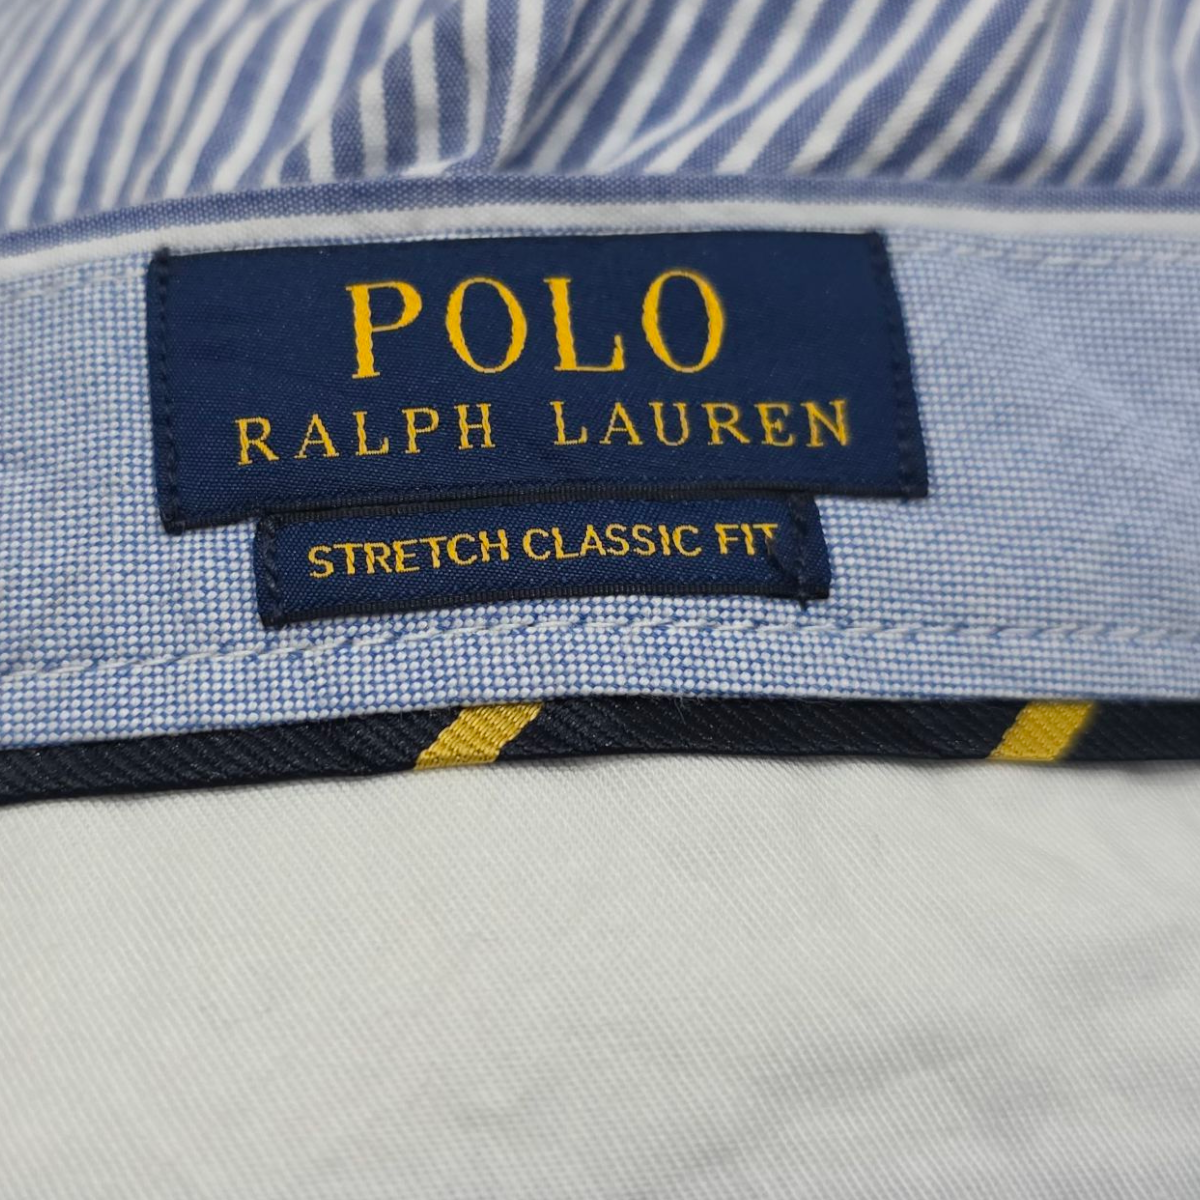 POLO
RALPH LAUREN
STRETCH CLASSIC FIT